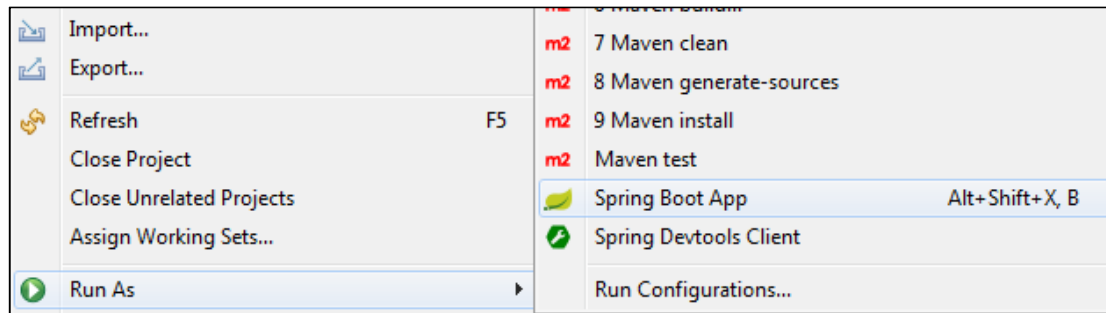 Import...
Export...
Refresh F5
Close Project
Close Unrelated Projects
Assign Working Sets...
Run As
m2 7 Maven clean
m2 8 Maven generate-sources
m2 9 Maven install
m2 Maven test
Spring Boot App Alt+Shift+X, B
Spring Devtools Client
Run Configurations...